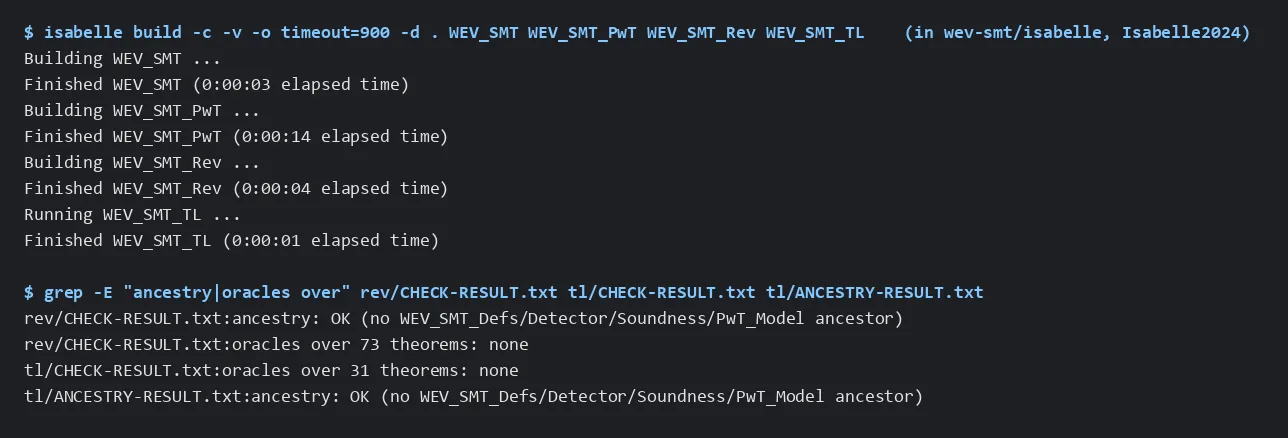 $ isabelle build -c -v -o timeout=900 -d . WEV_SMT WEV_SMT_PwT WEV_SMT_Rev WEV_SMT_TL    (in wev-smt/isabelle, Isabelle2024)
Building WEV_SMT ...
Finished WEV_SMT (0:00:03 elapsed time)
Building WEV_SMT_PwT ...
Finished WEV_SMT_PwT (0:00:14 elapsed time)
Building WEV_SMT_Rev ...
Finished WEV_SMT_Rev (0:00:04 elapsed time)
Running WEV_SMT_TL ...
Finished WEV_SMT_TL (0:00:01 elapsed time)
$ grep -E "ancestry|oracles over" rev/CHECK-RESULT.txt tl/CHECK-RESULT.txt tl/ANCESTRY-RESULT.txt
rev/CHECK-RESULT.txt:ancestry: OK (no WEV_SMT_Defs/Detector/Soundness/PwT_Model ancestor)
rev/CHECK-RESULT.txt:oracles over 73 theorems: none
tl/CHECK-RESULT.txt:oracles over 31 theorems: none
tl/ANCESTRY-RESULT.txt:ancestry: OK (no WEV_SMT_Defs/Detector/Soundness/PwT_Model ancestor)